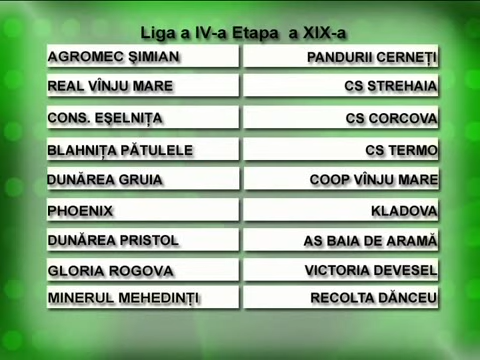 Liga a IV-a Etapa a XIX-a
AGROMEC ŞIMIAN PANDURII CERNEȚI
REAL VÎNJU MARE CS STREHAIA
CONS. EŞELNIȚA CS CORCOVA
BLAHNIȚA PĂTULELE CS TERMO
DUNĂREA GRUIA COOP VÎNJU MARE
PHOENIX KLADOVA
DUNĂREA PRISTOL AS BAIA DE ARAMĂ
GLORIA ROGOVA VICTORIA DEVESEL
MINERUL MEHEDINȚI RECOLTA DĂNCEU